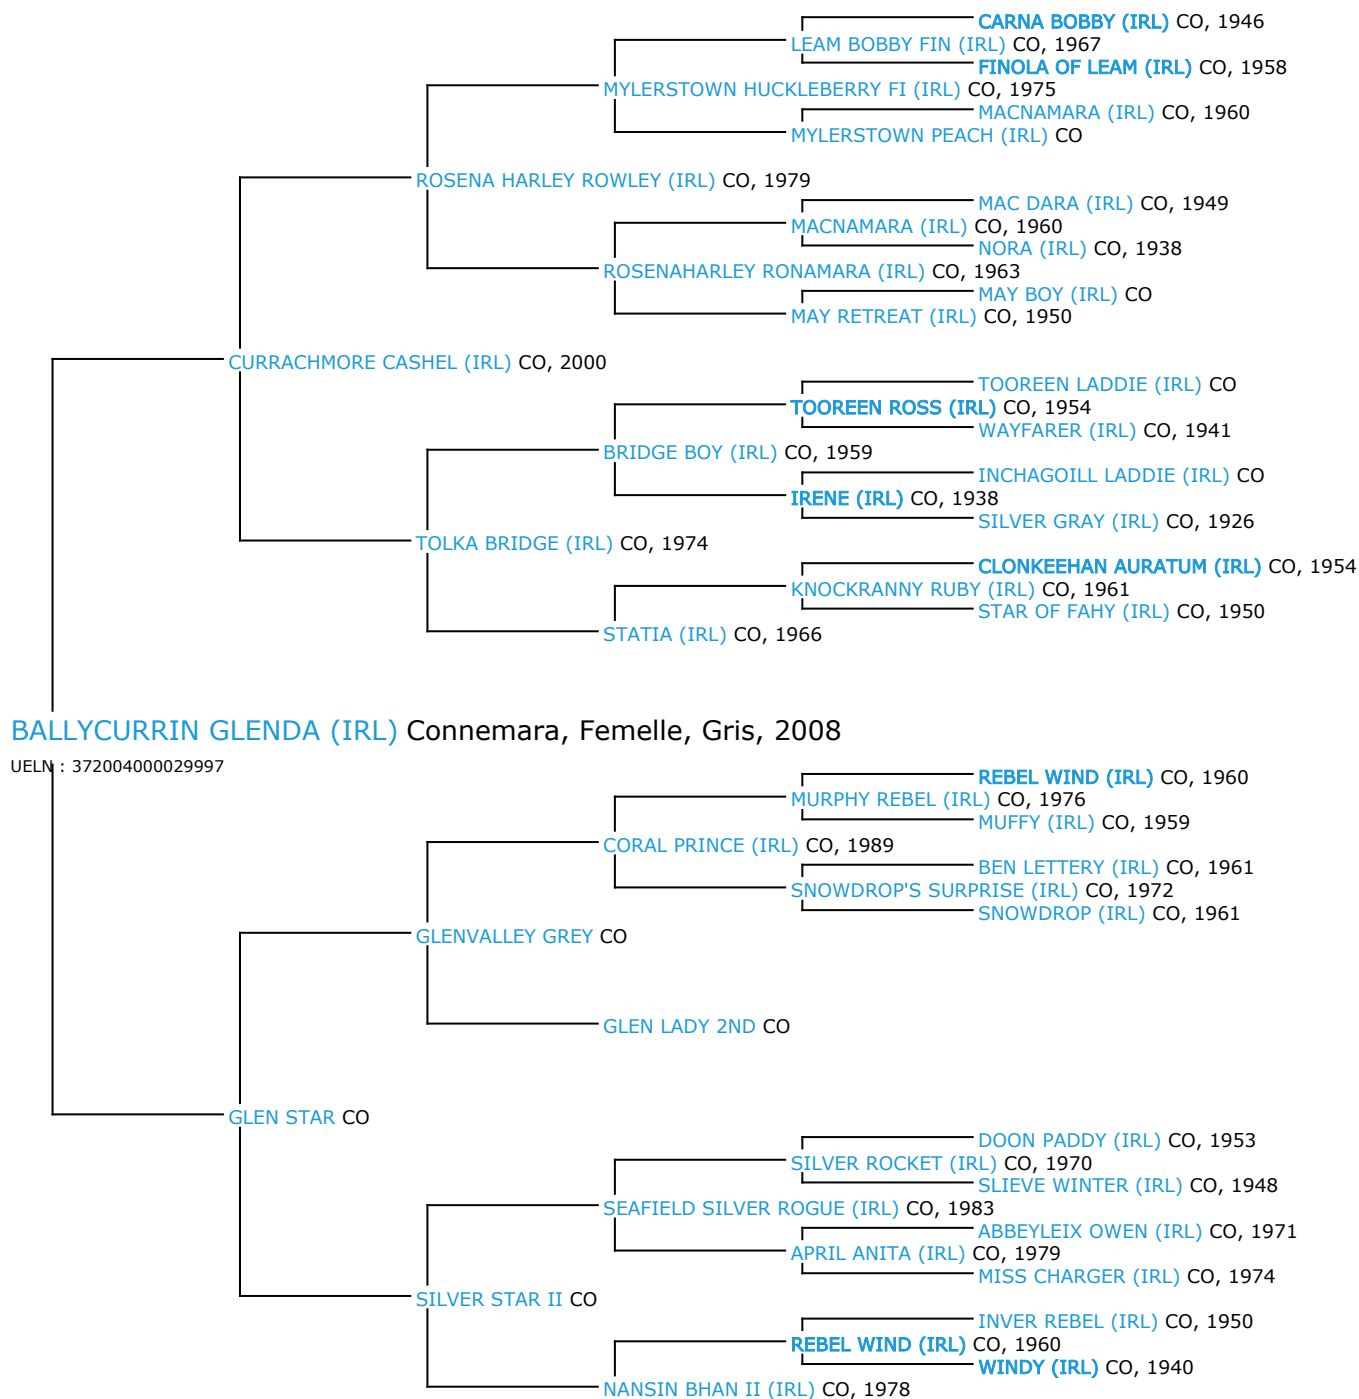 CARNA BOBBY (IRL) CO, 1946
LEAM BOBBY FIN (IRL) CO, 1967
FINOLA OF LEAM (IRL) CO, 1958
MYLERSTOWN HUCKLEBERRY FI (IRL) CO, 1975
MACNAMARA (IRL) CO, 1960
MYLERSTOWN PEACH (IRL) CO
ROSENA HARLEY ROWLEY (IRL) CO, 1979
MAC DARA (IRL) CO, 1949
MACNAMARA (IRL) CO, 1960
NORA (IRL) CO, 1938
ROSENAHARLEY RONAMARA (IRL) CO, 1963
MAY BOY (IRL) CO
MAY RETREAT (IRL) CO, 1950
CURRACHMORE CASHEL (IRL) CO, 2000
TOOREEN LADDIE (IRL) CO
TOOREEN ROSS (IRL) CO, 1954
WAYFARER (IRL) CO, 1941
BRIDGE BOY (IRL) CO, 1959
INCHAGOILL LADDIE (IRL) CO
IRENE (IRL) CO, 1938
SILVER GRAY (IRL) CO, 1926
TOLKA BRIDGE (IRL) CO, 1974
CLONKEEHAN AURATUM (IRL) CO, 1954
KNOCKRANNY RUBY (IRL) CO, 1961
STAR OF FAHY (IRL) CO, 1950
STATIA (IRL) CO, 1966
BALLYCURRIN GLENDA (IRL) Connemara, Femelle, Gris, 2008
UELN : 372004000029997
REBEL WIND (IRL) CO, 1960
MURPHY REBEL (IRL) CO, 1976
MUFFY (IRL) CO, 1959
CORAL PRINCE (IRL) CO, 1989
BEN LETTERY (IRL) CO, 1961
SNOWDROP'S SURPRISE (IRL) CO, 1972
SNOWDROP (IRL) CO, 1961
GLENVALLEY GREY CO
GLEN LADY 2ND CO
GLEN STAR CO
DOON PADDY (IRL) CO, 1953
SILVER ROCKET (IRL) CO, 1970
SLIEVE WINTER (IRL) CO, 1948
SEAFIELD SILVER ROGUE (IRL) CO, 1983
ABBEYLEIX OWEN (IRL) CO, 1971
APRIL ANITA (IRL) CO, 1979
MISS CHARGER (IRL) CO, 1974
SILVER STAR II CO
INVER REBEL (IRL) CO, 1950
REBEL WIND (IRL) CO, 1960
WINDY (IRL) CO, 1940
NANSIN BHAN II (IRL) CO, 1978